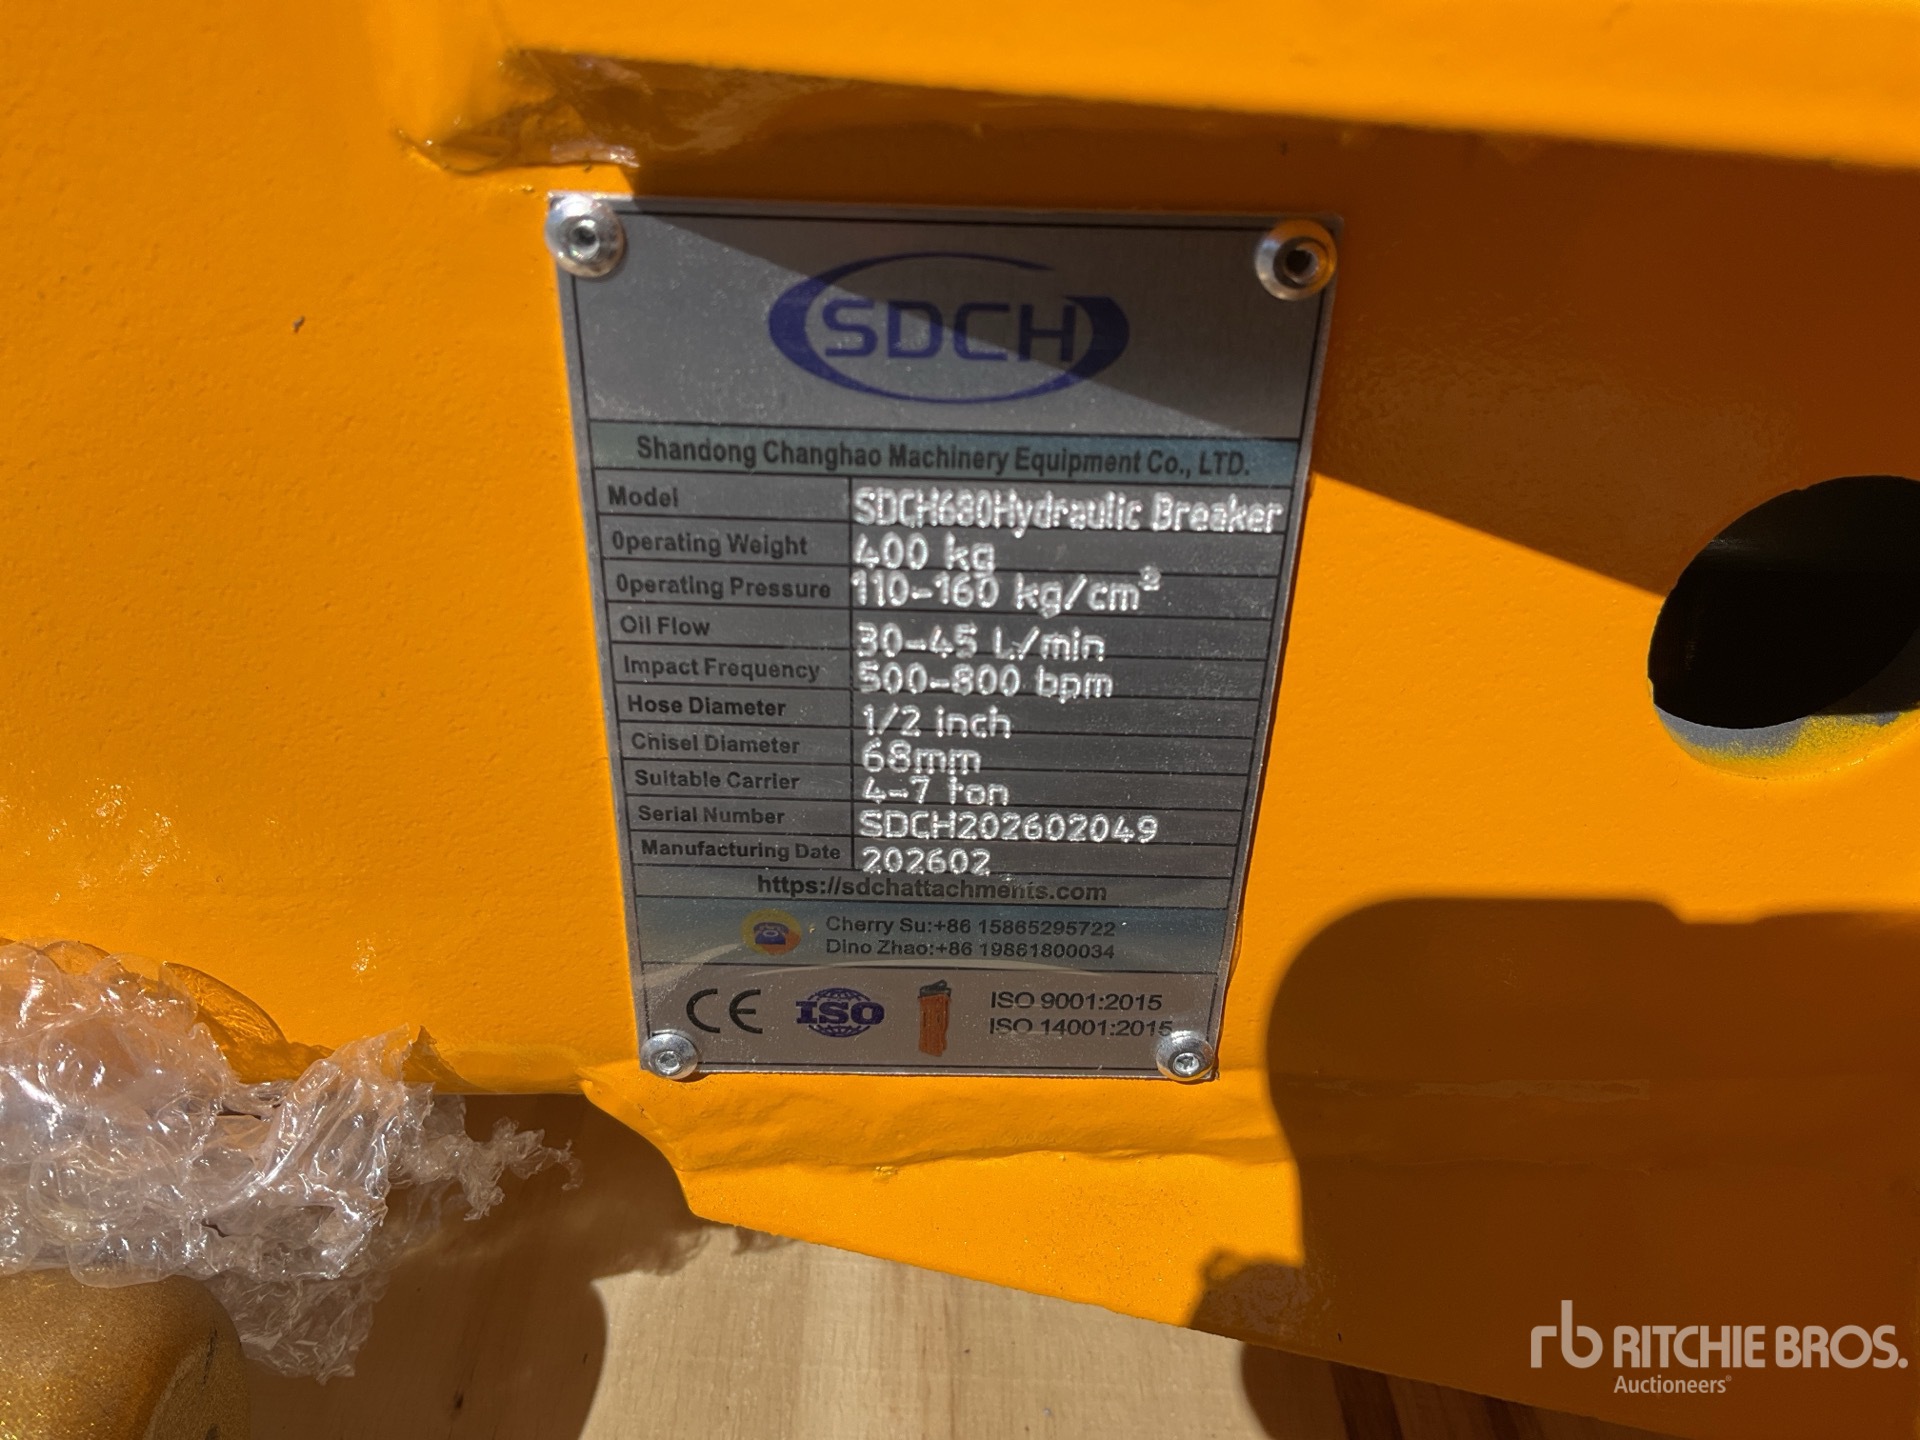 SDCH
Shandong Changhao Machinery Equipment Co., LTD.
Model SDCH680Hydraulic Breaker
Operating Weight 400 kg
Operating Pressure 110-160 kg/cm²
Oil Flow 30-45 L/min
Impact Frequency 500-800 bpm
Hose Diameter 1/2 inch
Chisel Diameter 68mm
Suitable Carrier 4-7 ton
Serial Number SDCH202602049
Manufacturing Date 202602
https://sdchattachments.com
Cherry Su:+86 15865295722
Dino Zhao:+86 19861800034
CE ISO ISO 9001:2015
ISO 14001:2015
rb RITCHIE BROS.
Auctioneers®